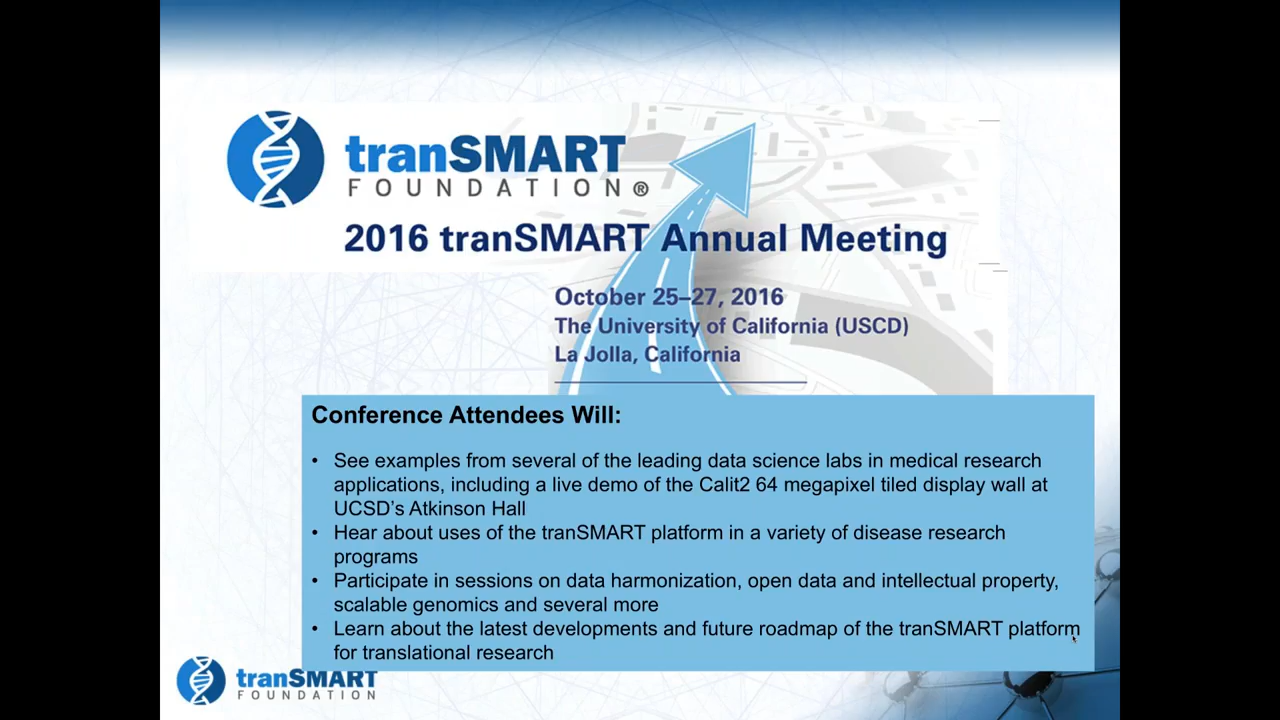 tranSMART
FOUNDATION®
2016 tranSMART Annual Meeting
October 25–27, 2016
The University of California (USCD)
La Jolla, California
Conference Attendees Will:
• See examples from several of the leading data science labs in medical research
applications, including a live demo of the Calit2 64 megapixel tiled display wall at
UCSD's Atkinson Hall
• Hear about uses of the tranSMART platform in a variety of disease research
programs
• Participate in sessions on data harmonization, open data and intellectual property,
scalable genomics and several more
• Learn about the latest developments and future roadmap of the tranSMART platform
for translational research
tranSMART
FOUNDATION